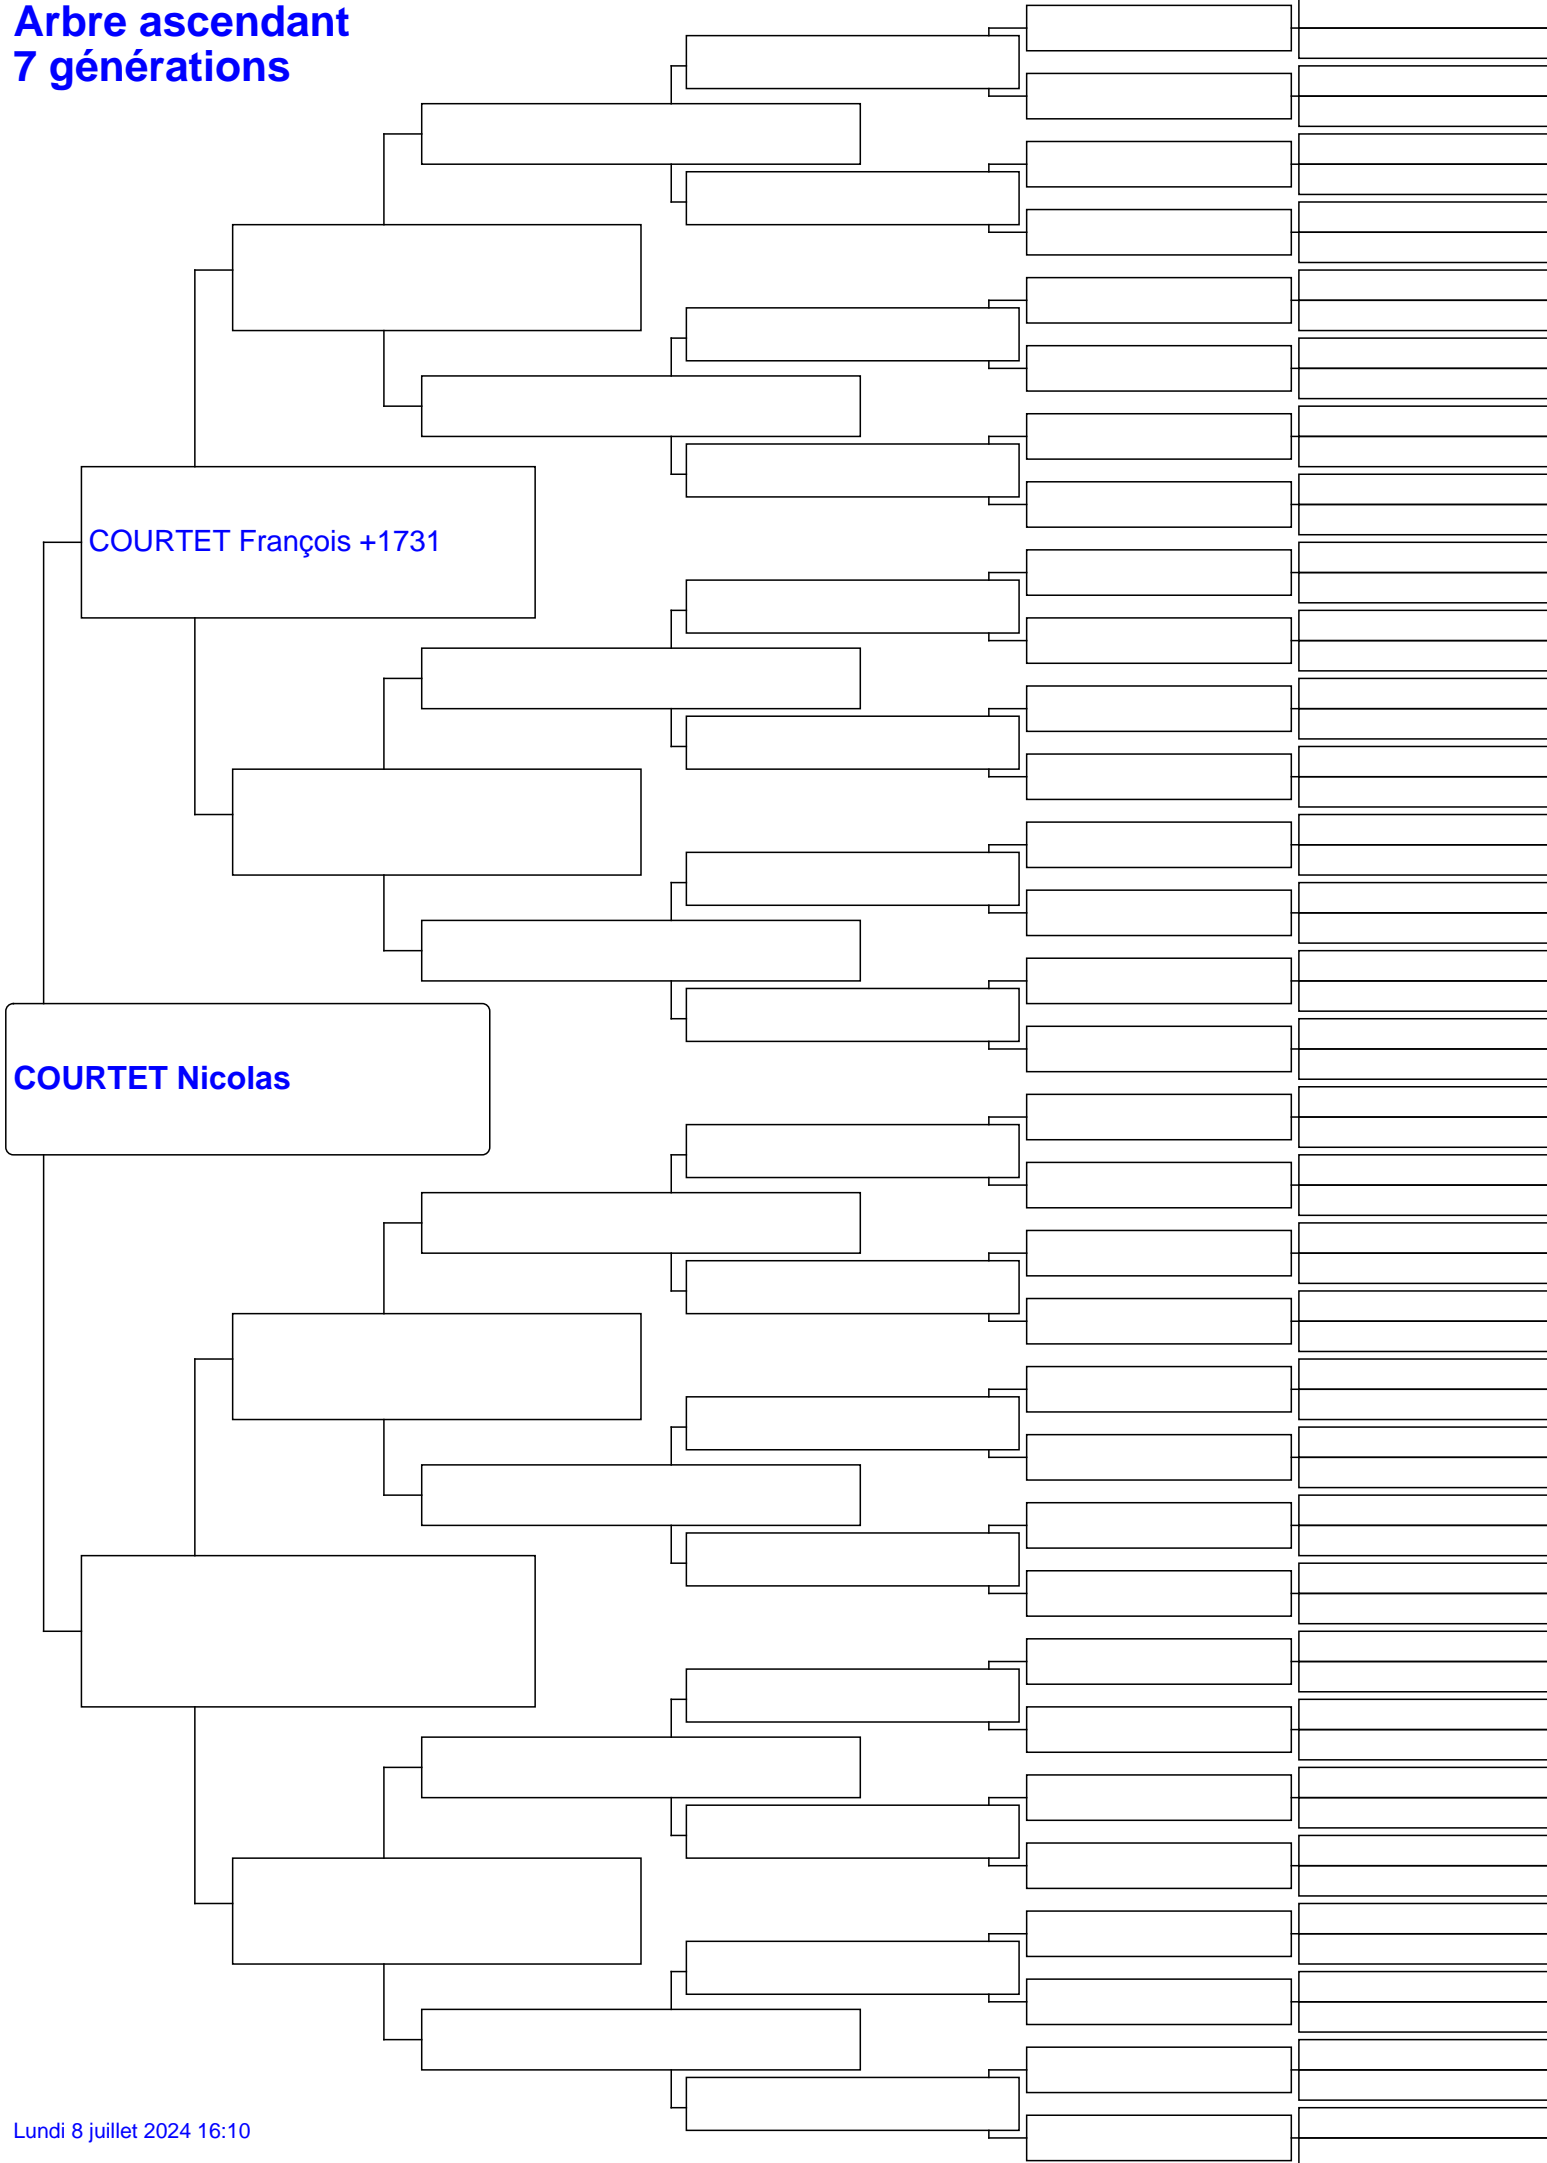 Arbre ascendant
7 générations
COURTET François +1731
COURTET Nicolas
Lundi 8 juillet 2024 16:10